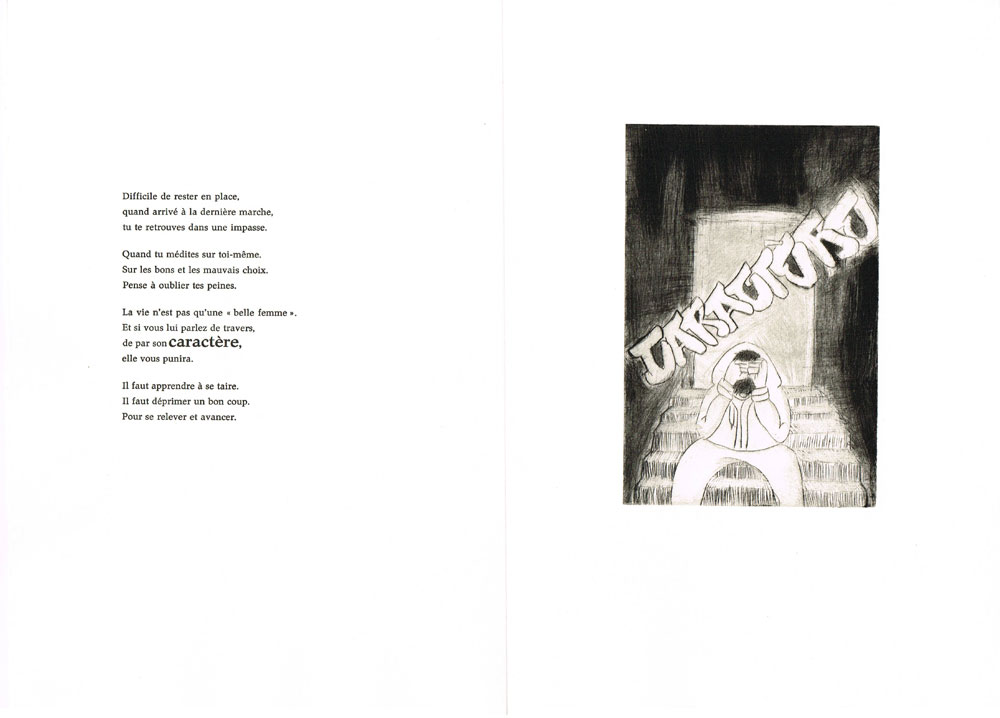 Difficile de rester en place,
quand arrivé à la dernière marche,
tu te retrouves dans une impasse.
Quand tu médites sur toi-même.
Sur les bons et les mauvais choix.
Pense à oublier tes peines.
La vie n'est pas qu'une « belle femme ».
Et si vous lui parlez de travers,
de par son caractère,
elle vous punira.
Il faut apprendre à se taire.
Il faut déprimer un bon coup.
Pour se relever et avancer.